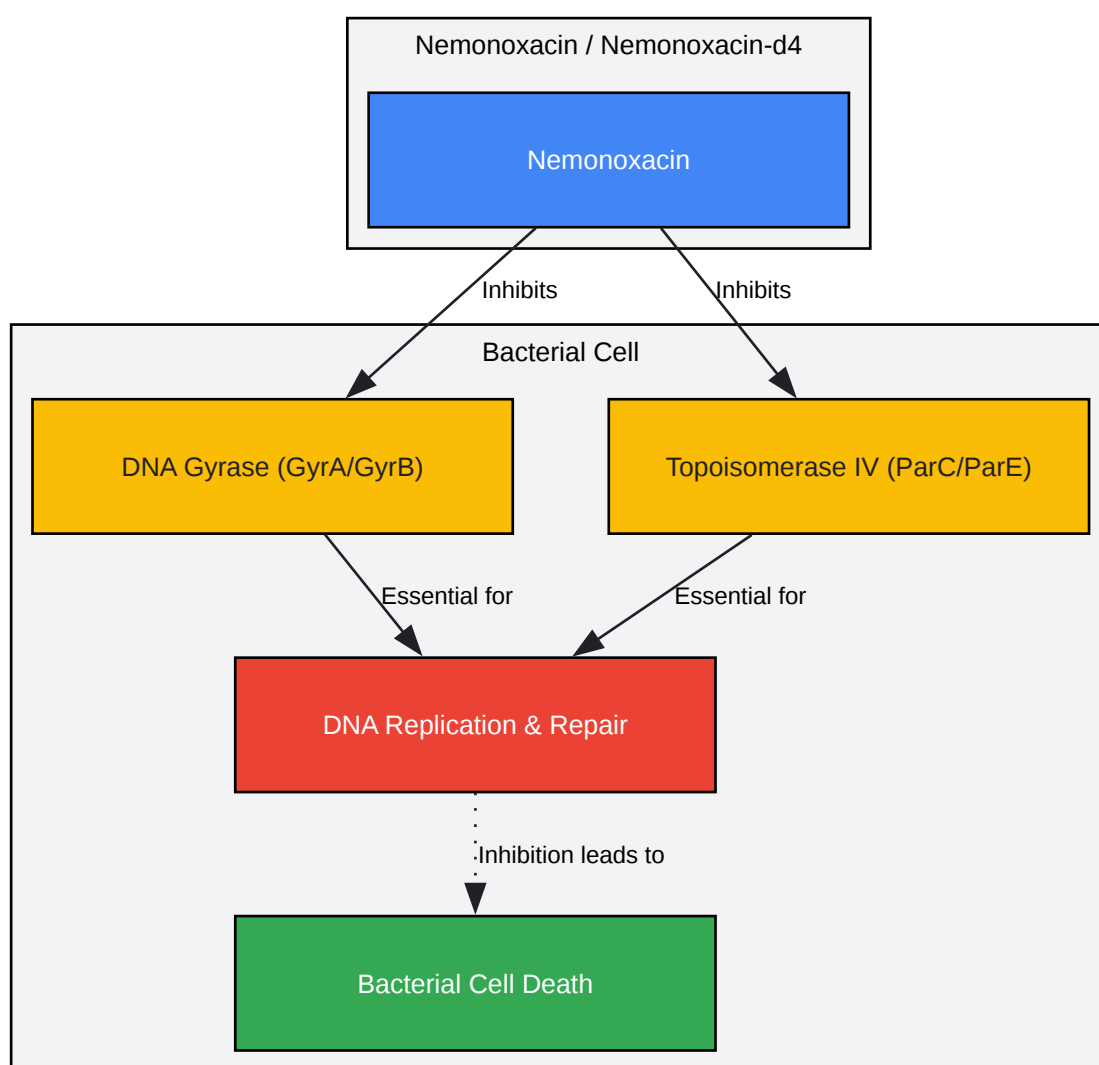 Nemonoxacin / Nemonoxacin-d4
Nemonoxacin
Inhibits
Inhibits
Bacterial Cell
DNA Gyrase (GyrA/GyrB)
Topoisomerase IV (ParC/ParE)
Essential for
Essential for
DNA Replication & Repair
Inhibition leads to
Bacterial Cell Death